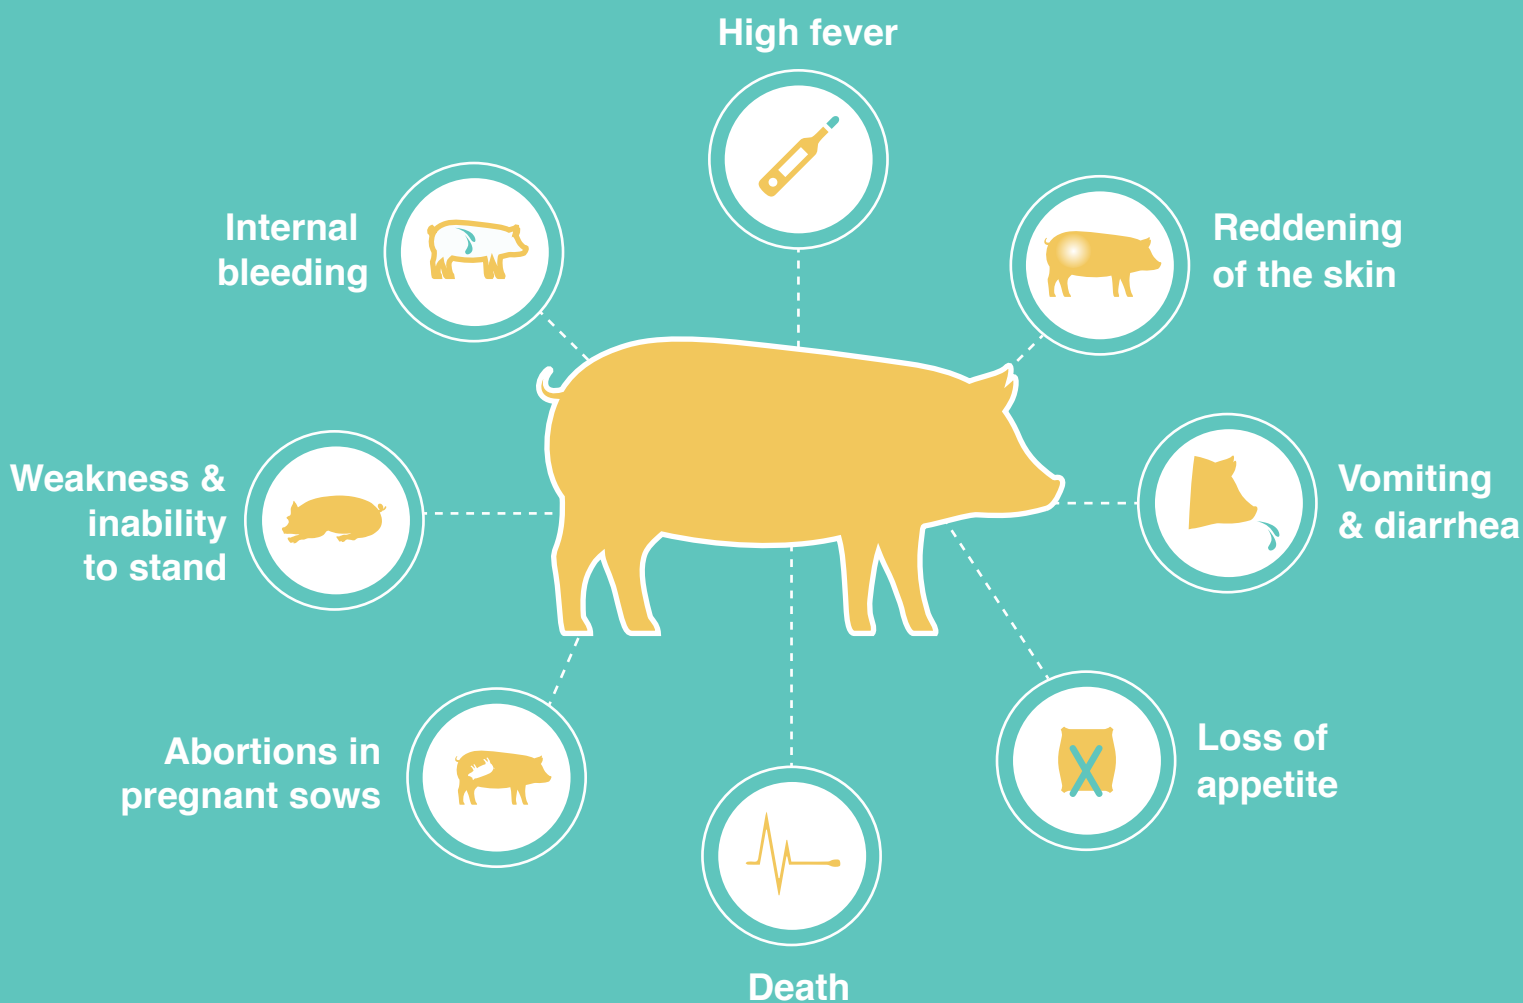 High fever
Internal
bleeding
Reddening
of the skin
Weakness &
inability
to stand
Vomiting
& diarrhea
Abortions in
pregnant sows
Loss of
appetite
Death